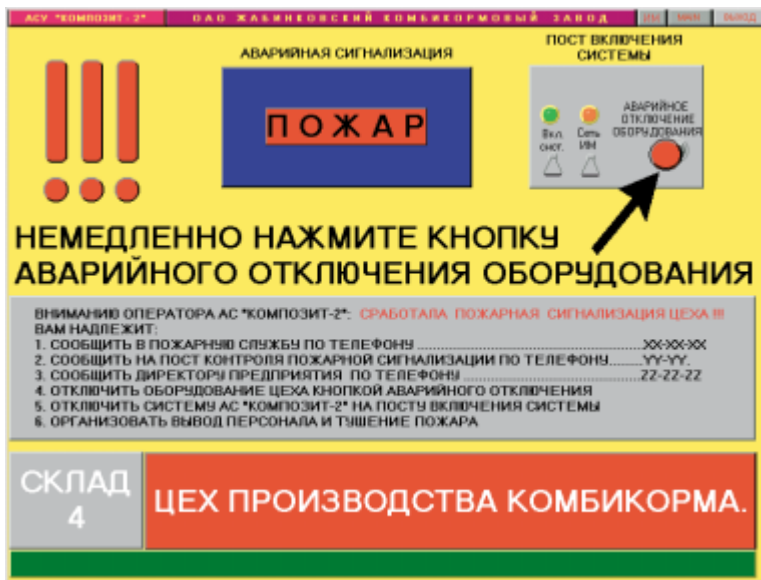 АСУ "КОМПОЗИТ-2" ОАО ЖАБИНКОВСКИЙ КОМБИКОРМОВЫЙ ЗАВОД ВЫХОД
АВАРИЙНАЯ СИГНАЛИЗАЦИЯ
ПОСТ ВКЛЮЧЕНИЯ
СИСТЕМЫ
ПОЖАР
АВАРИЙНОЕ
ОТКЛЮЧЕНИЕ
ОБОРУДОВАНИЯ
Вкл.
сист.
Сеть
ИМ
!!!
НЕМЕДЛЕННО НАЖМИТЕ КНОПКУ
АВАРИЙНОГО ОТКЛЮЧЕНИЯ ОБОРУДОВАНИЯ
ВНИМАНИЮ ОПЕРАТОРА АС "КОМПОЗИТ-2": СРАБОТАЛА ПОЖАРНАЯ СИГНАЛИЗАЦИЯ ЦЕХА !!!
ВАМ НАДЛЕЖИТ:
1. СООБЩИТЬ В ПОЖАРНУЮ СЛУЖБУ ПО ТЕЛЕФОНУ ........................................XX-XX-XX
2. СООБЩИТЬ НА ПОСТ КОНТРОЛЯ ПОЖАРНОЙ СИГНАЛИЗАЦИИ ПО ТЕЛЕФОНУ........YY-YY.
3. СООБЩИТЬ ДИРЕКТОРУ ПРЕДПРИЯТИЯ ПО ТЕЛЕФОНУ ................................ZZ-ZZ-ZZ
4. ОТКЛЮЧИТЬ ОБОРУДОВАНИЕ ЦЕХА КНОПКОЙ АВАРИЙНОГО ОТКЛЮЧЕНИЯ
5. ОТКЛЮЧИТЬ СИСТЕМУ АС "КОМПОЗИТ-2" НА ПОСТУ ВКЛЮЧЕНИЯ СИСТЕМЫ
6. ОРГАНИЗОВАТЬ ВЫВОД ПЕРСОНАЛА И ТУШЕНИЕ ПОЖАРА
СКЛАД
4
ЦЕХ ПРОИЗВОДСТВА КОМБИКОРМА.